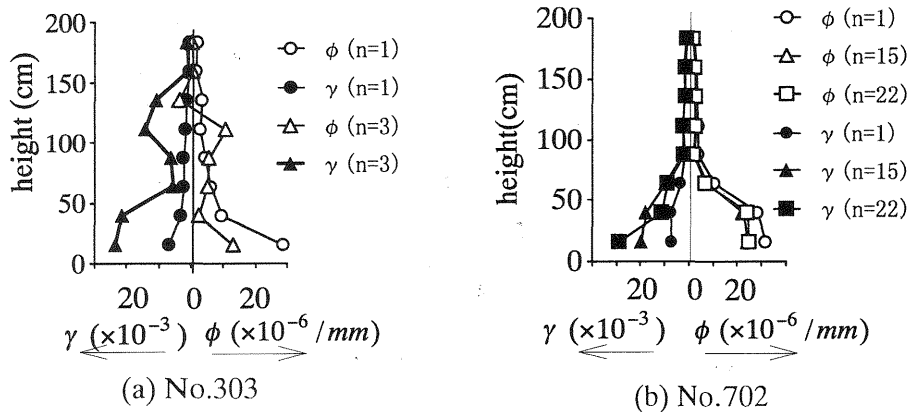 200
150
100
50
0
height (cm)
ϕ (n=1)
γ (n=1)
ϕ (n=3)
γ (n=3)
20 0 20
γ (×10⁻³) ϕ (×10⁻⁶ /mm)
(a) No.303
200
150
100
50
0
height(cm)
ϕ (n=1)
ϕ (n=15)
ϕ (n=22)
γ (n=1)
γ (n=15)
γ (n=22)
20 0 20
γ (×10⁻³) ϕ (×10⁻⁶ /mm)
(b) No.702